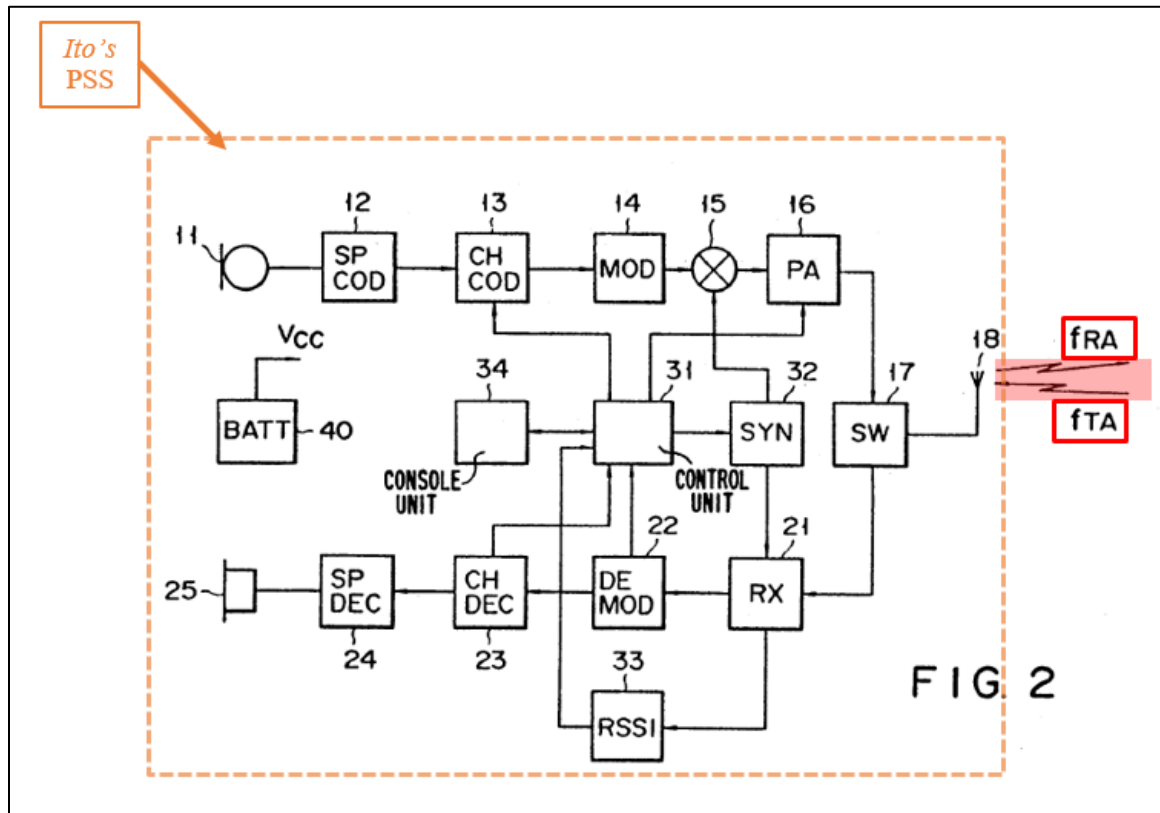 Ito's
PSS
11
12
SP
COD
13
CH
COD
14
MOD
15
16
PA
fRA
18
fTA
VCC
BATT
40
34
CONSOLE
UNIT
31
CONTROL
UNIT
32
SYN
17
SW
25
SP
DEC
24
CH
DEC
23
22
DE
MOD
21
RX
33
RSSI
FIG. 2